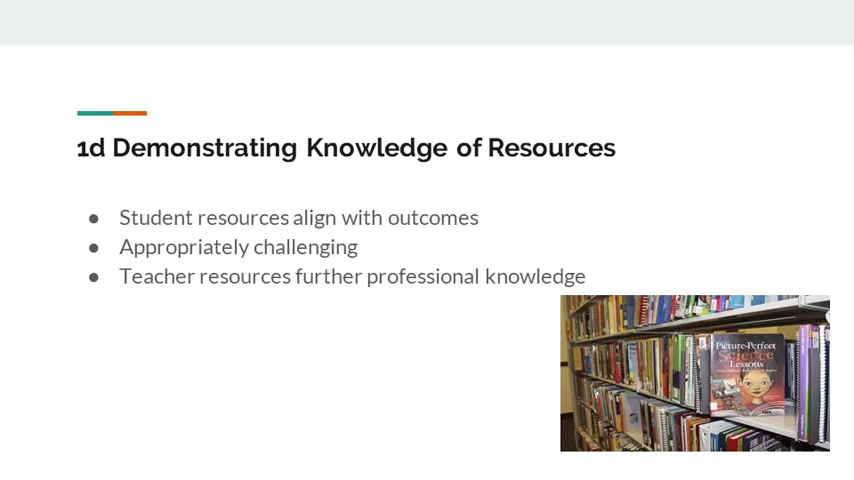 1d Demonstrating Knowledge of Resources
● Student resources align with outcomes
● Appropriately challenging
● Teacher resources further professional knowledge
Picture-Perfect
Science
Lessons